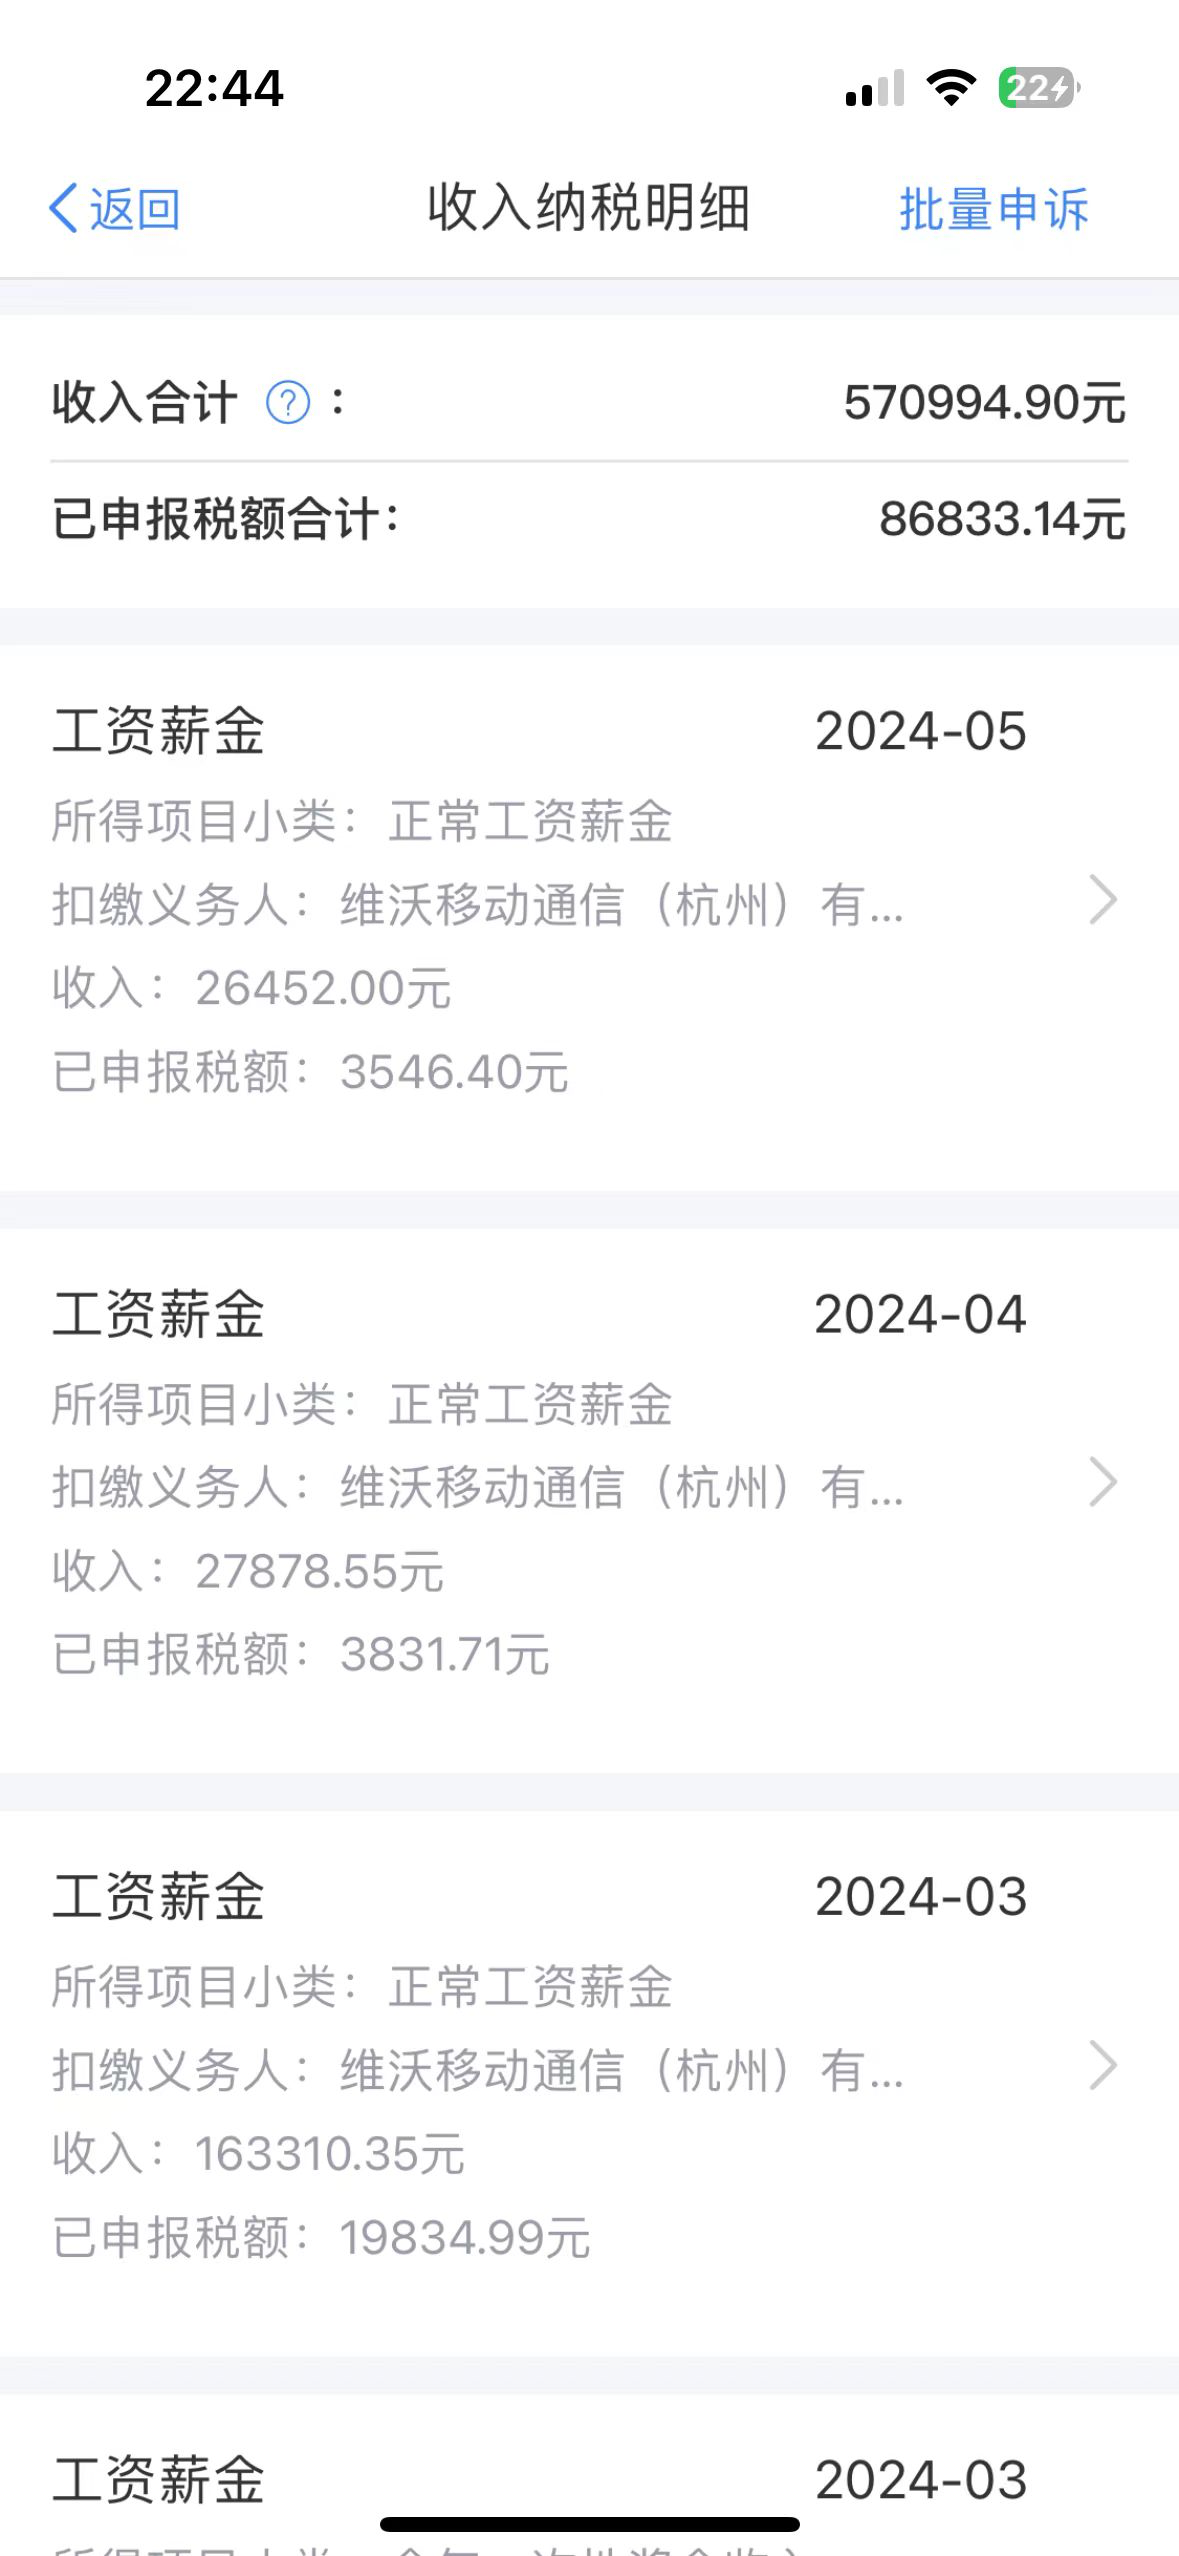 22:44
22
返回
收入纳税明细
批量申诉
收入合计 ? : 570994.90元
已申报税额合计: 86833.14元
工资薪金 2024-05
所得项目小类: 正常工资薪金
扣缴义务人: 维沃移动通信（杭州）有...
收入: 26452.00元
已申报税额: 3546.40元
工资薪金 2024-04
所得项目小类: 正常工资薪金
扣缴义务人: 维沃移动通信（杭州）有...
收入: 27878.55元
已申报税额: 3831.71元
工资薪金 2024-03
所得项目小类: 正常工资薪金
扣缴义务人: 维沃移动通信（杭州）有...
收入: 163310.35元
已申报税额: 19834.99元
工资薪金 2024-03